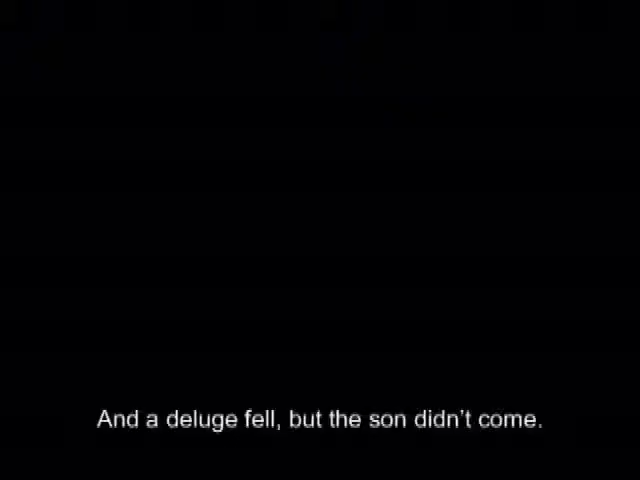 And a deluge fell, but the son didn't come.